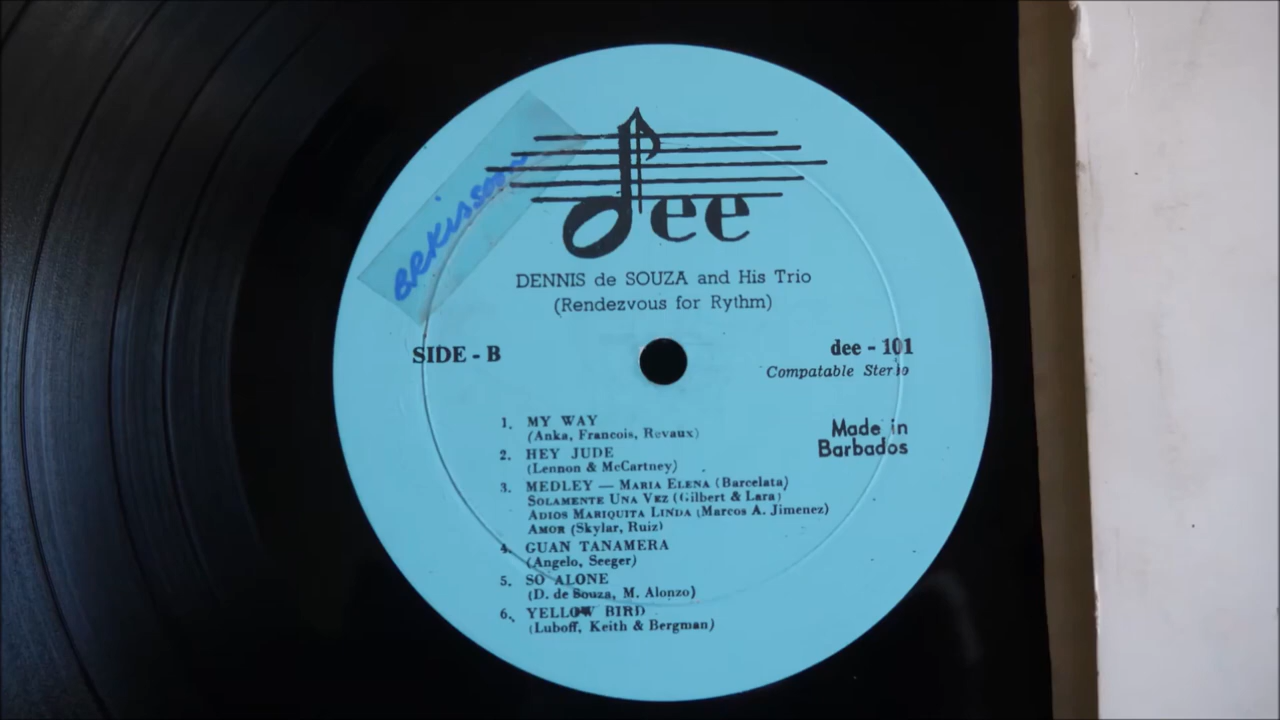 dee
BRKissoon
DENNIS de SOUZA and His Trio
(Rendezvous for Rythm)
SIDE - B
dee - 101
Compatable Sterio
Made in
Barbados
1. MY WAY
(Anka, Francois, Revaux)
2. HEY JUDE
(Lennon & McCartney)
3. MEDLEY — MARIA ELENA (Barcelata)
SOLAMENTE UNA VEZ (Gilbert & Lara)
ADIOS MARIQUITA LINDA (Marcos A. Jimenez)
AMOR (Skylar, Ruiz)
4. GUAN TANAMERA
(Angelo, Seeger)
5. SO ALONE
(D. de Souza, M. Alonzo)
6. YELLOW BIRD
(Luboff, Keith & Bergman)